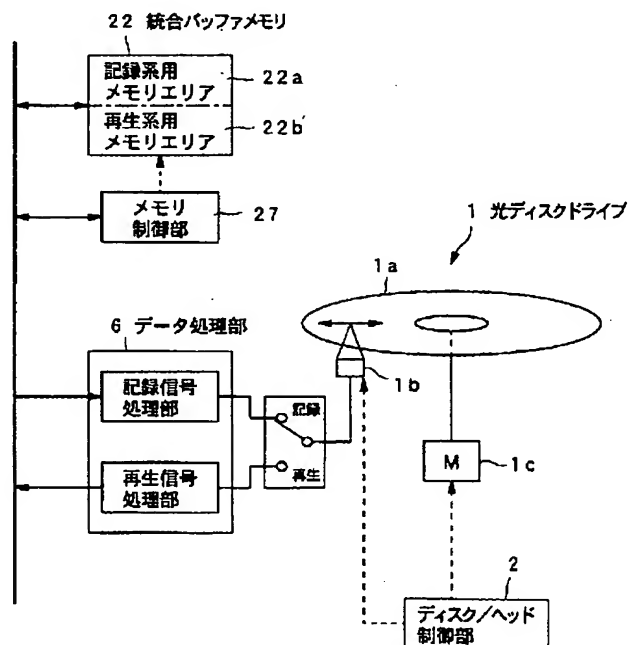 22 統合バッファメモリ
記録系用
メモリエリア
22a
再生系用
メモリエリア
22b
メモリ
制御部
27
1 光ディスクドライブ
1a
6 データ処理部
1b
記録信号
処理部
記録
再生信号
処理部
再生
M
1c
2
ディスク/ヘッド
制御部